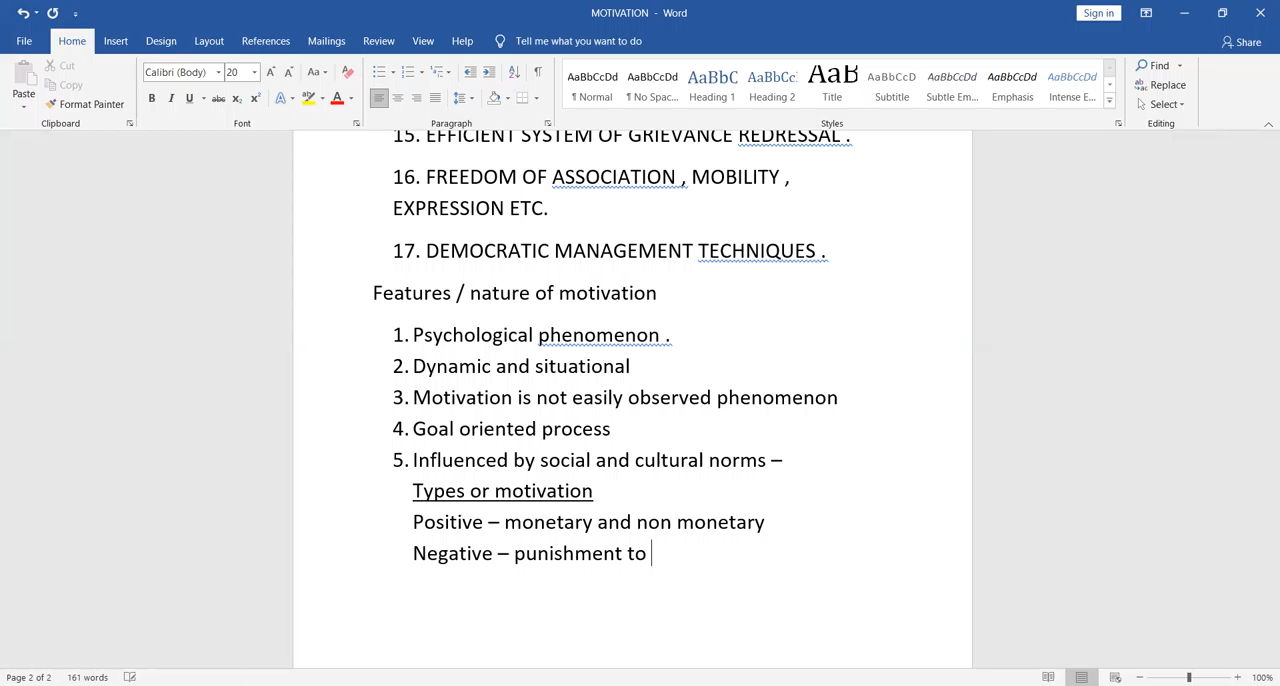 MOTIVATION - Word
Sign in
File Home Insert Design Layout References Mailings Review View Help Tell me what you want to do
Share
Paste
Cut
Copy
Format Painter
Clipboard
Calibri (Body) 20 Aa
B I U abc X2 X2 A A
Font
Paragraph
AaBbCcDd AaBbCcDd AaBbC AaBbCc AaB AaBbCcD AaBbCcDd AaBbCcDd AaBbCcDd
¶ Normal ¶ No Spac... Heading 1 Heading 2 Title Subtitle Subtle Em... Emphasis Intense E...
Styles
Find
Replace
Select
Editing
15. EFFICIENT SYSTEM OF GRIEVANCE REDRESSAL .
16. FREEDOM OF ASSOCIATION , MOBILITY ,
EXPRESSION ETC.
17. DEMOCRATIC MANAGEMENT TECHNIQUES .
Features / nature of motivation
1. Psychological phenomenon .
2. Dynamic and situational
3. Motivation is not easily observed phenomenon
4. Goal oriented process
5. Influenced by social and cultural norms –
Types or motivation
Positive – monetary and non monetary
Negative – punishment to
Page 2 of 2 161 words
100%